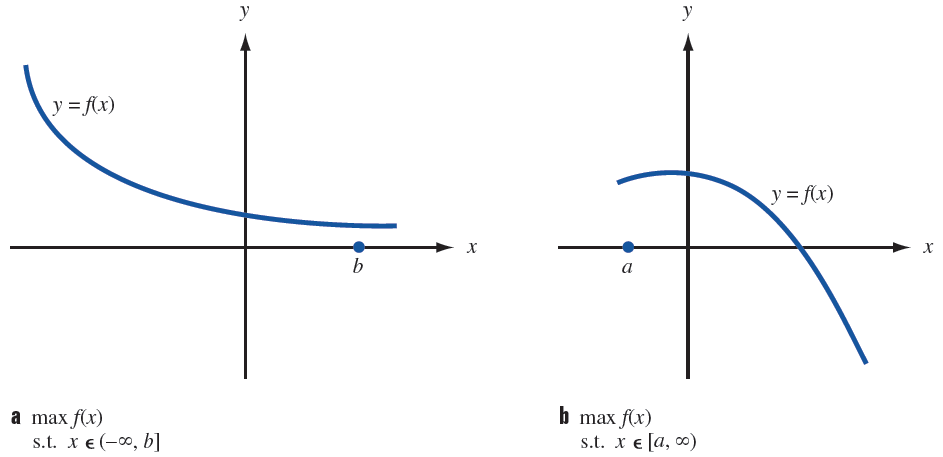 y
y = f(x)
x
b
a max f(x)
s.t. x ϵ (–∞, b]
y
y = f(x)
x
a
b max f(x)
s.t. x ϵ [a, ∞)